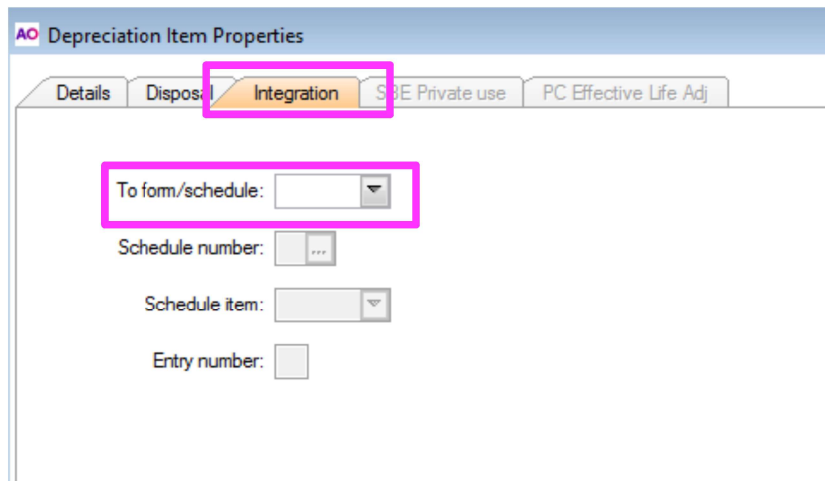 AO Depreciation Item Properties
Details Disposal Integration SBE Private use PC Effective Life Adj
To form/schedule:
Schedule number: ...
Schedule item:
Entry number: